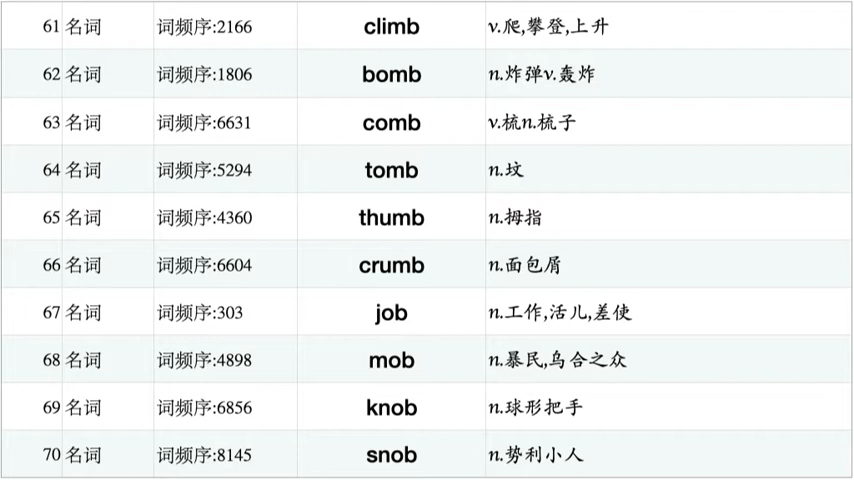 61 名词 词频序:2166 climb v.爬,攀登,上升
62 名词 词频序:1806 bomb n.炸弹v.轰炸
63 名词 词频序:6631 comb v.梳n.梳子
64 名词 词频序:5294 tomb n.坟
65 名词 词频序:4360 thumb n.拇指
66 名词 词频序:6604 crumb n.面包屑
67 名词 词频序:303 job n.工作,活儿,差使
68 名词 词频序:4898 mob n.暴民,乌合之众
69 名词 词频序:6856 knob n.球形把手
70 名词 词频序:8145 snob n.势利小人